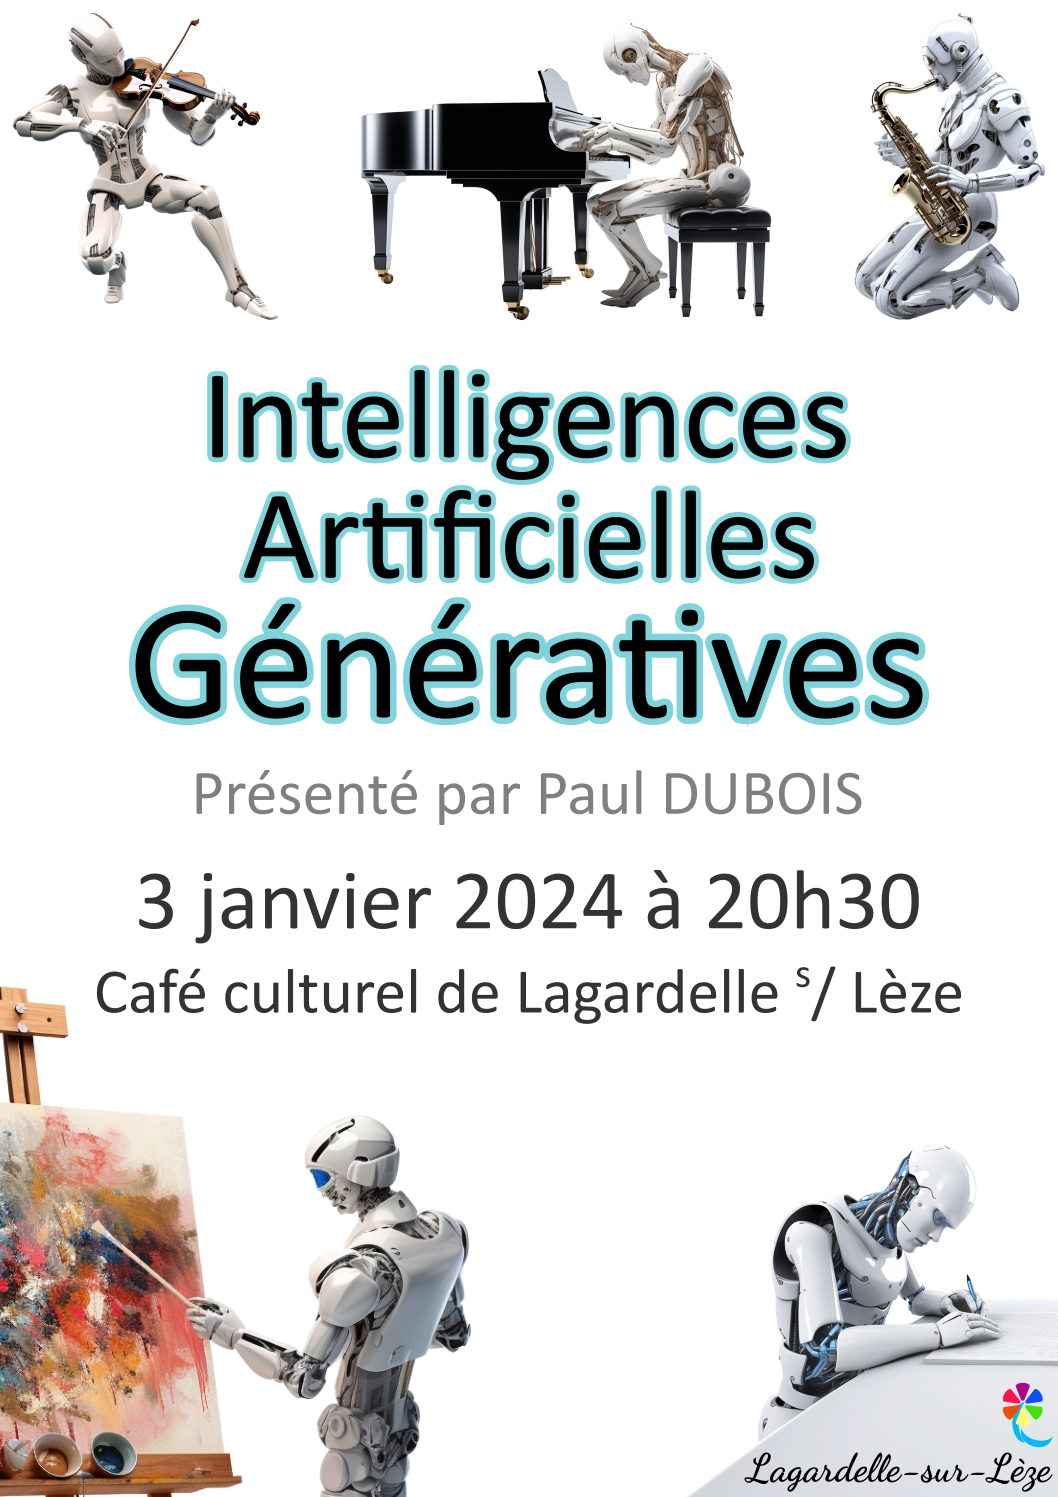 Intelligences
Artificielles
Génératives
Présenté par Paul DUBOIS
3 janvier 2024 à 20h30
Café culturel de Lagardelle s/ Lèze
Lagardelle-sur-Lèze